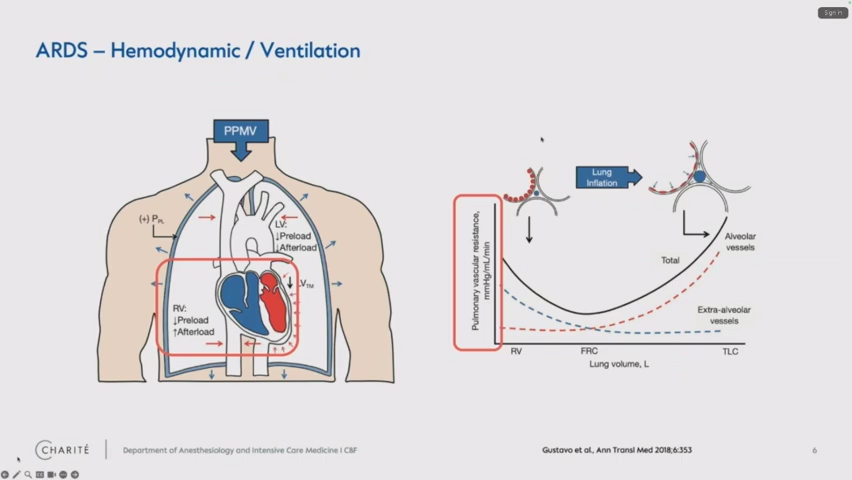 Sign in
ARDS – Hemodynamic / Ventilation
PPMV
(+) PPL
LV:
↓Preload
↓Afterload
↓ LVTM
RV:
↓Preload
↑Afterload
Lung
Inflation
Pulmonary vascular resistance,
mmHg/mL/min
Total
Alveolar
vessels
Extra-alveolar
vessels
RV
FRC
TLC
Lung volume, L
CHARITÉ
Department of Anesthesiology and Intensive Care Medicine I CBF
Gustavo et al., Ann Transl Med 2018;6:353
6